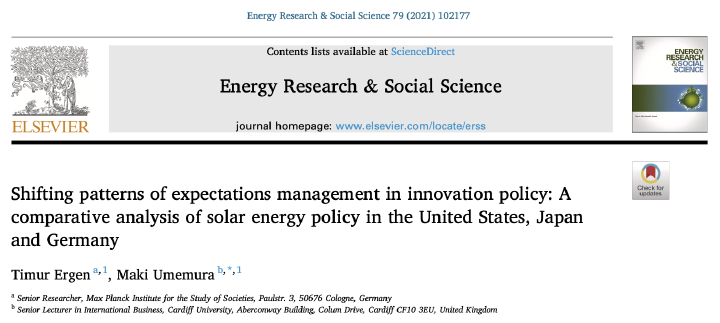 Energy Research & Social Science 79 (2021) 102177
Contents lists available at ScienceDirect
Energy Research & Social Science
ELSEVIER
journal homepage: www.elsevier.com/locate/erss
ENERGY
RESEARCH
& SOCIAL
SCIENCE
Check for
updates
Shifting patterns of expectations management in innovation policy: A
comparative analysis of solar energy policy in the United States, Japan
and Germany
Timur Ergen a,1, Maki Umemura b,*,1
a Senior Researcher, Max Planck Institute for the Study of Societies, Paulstr. 3, 50676 Cologne, Germany
b Senior Lecturer in International Business, Cardiff University, Aberconway Building, Colum Drive, Cardiff CF10 3EU, United Kingdom